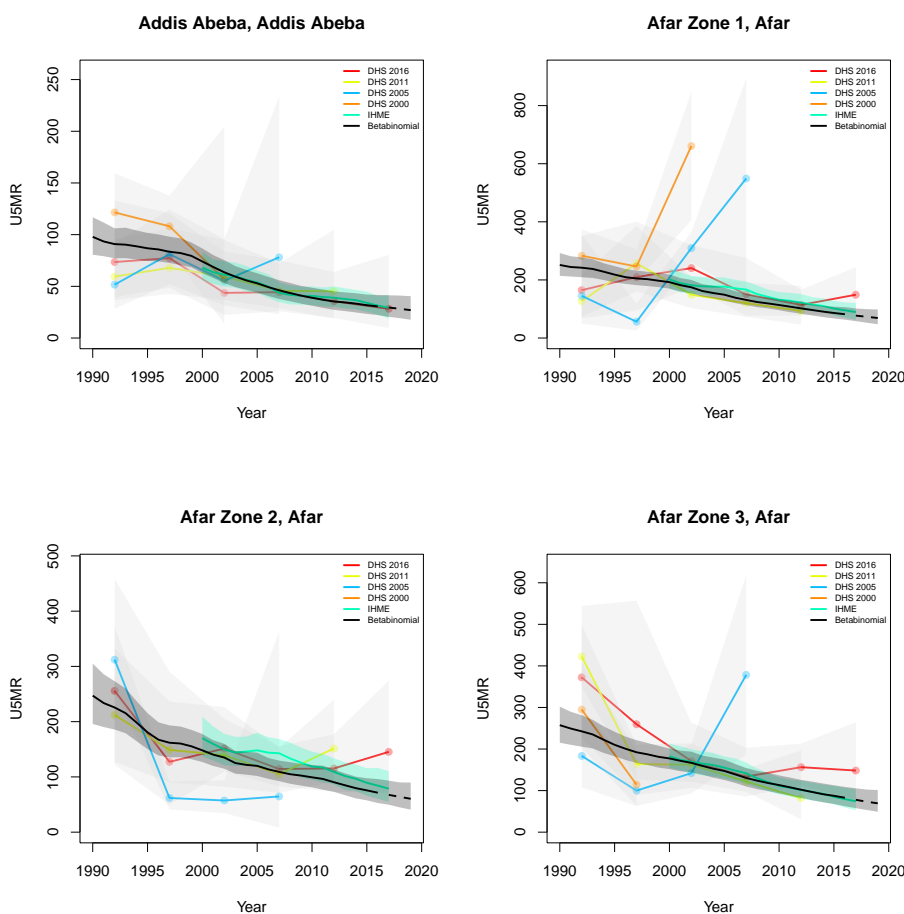 Addis Abeba, Addis Abeba
U5MR
250
200
150
100
50
0
DHS 2016
DHS 2011
DHS 2005
DHS 2000
IHME
Betabinomial
1990 1995 2000 2005 2010 2015 2020
Year
Afar Zone 1, Afar
U5MR
800
600
400
200
0
DHS 2016
DHS 2011
DHS 2005
DHS 2000
IHME
Betabinomial
1990 1995 2000 2005 2010 2015 2020
Year
Afar Zone 2, Afar
U5MR
500
400
300
200
100
0
DHS 2016
DHS 2011
DHS 2005
DHS 2000
IHME
Betabinomial
1990 1995 2000 2005 2010 2015 2020
Year
Afar Zone 3, Afar
U5MR
600
500
400
300
200
100
0
DHS 2016
DHS 2011
DHS 2005
DHS 2000
IHME
Betabinomial
1990 1995 2000 2005 2010 2015 2020
Year